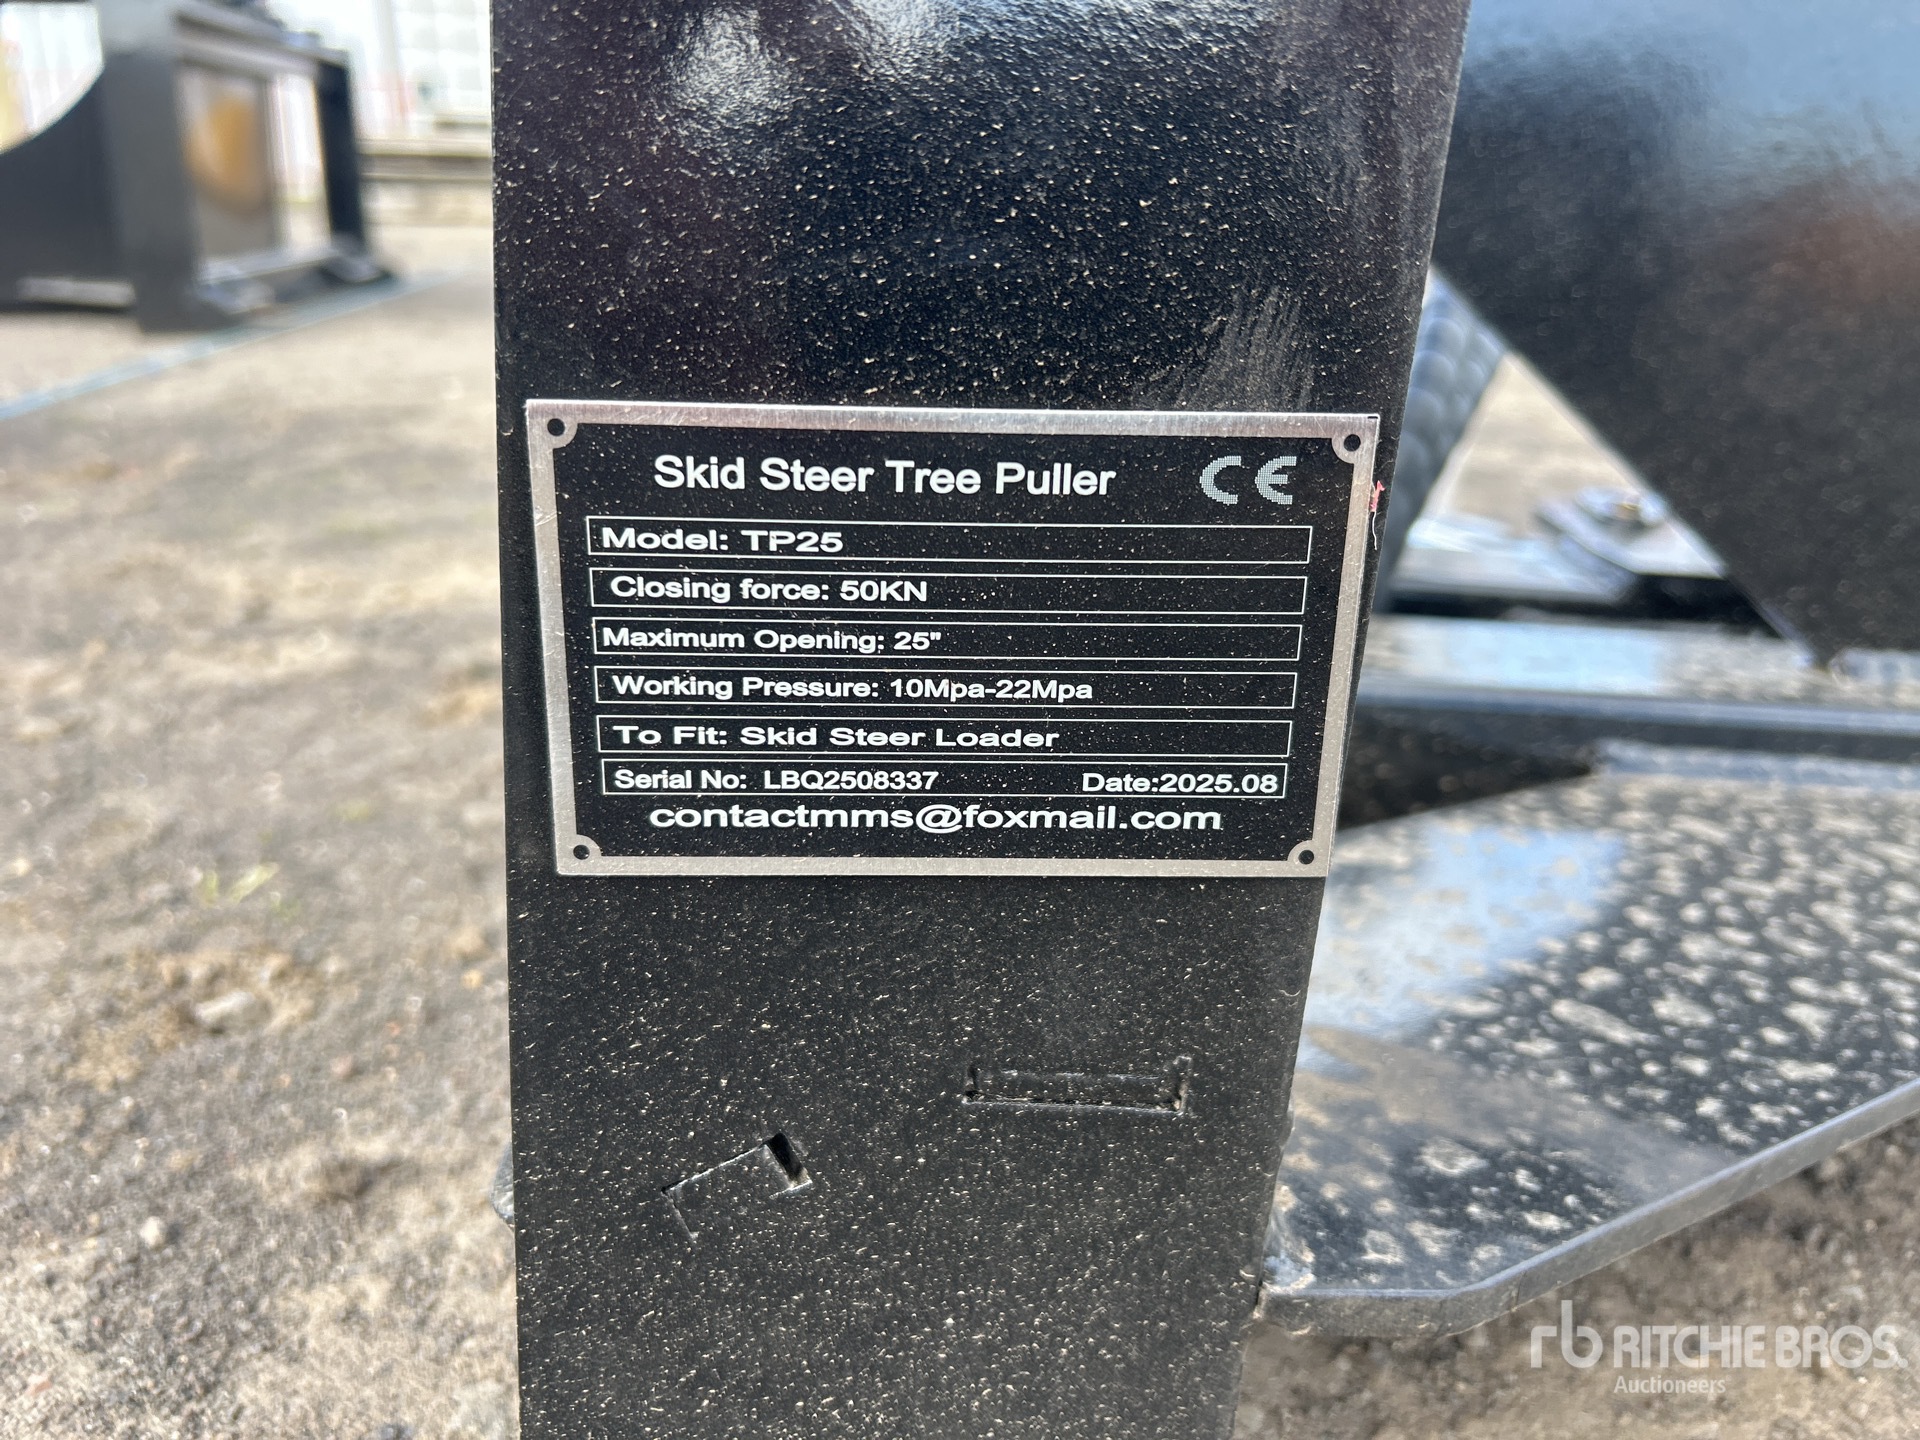 Skid Steer Tree Puller CE
Model: TP25
Closing force: 50KN
Maximum Opening: 25"
Working Pressure: 10Mpa-22Mpa
To Fit: Skid Steer Loader
Serial No: LBQ2508337 Date:2025.08
contactmms@foxmail.com
rb RITCHIE BROS.
Auctioneers